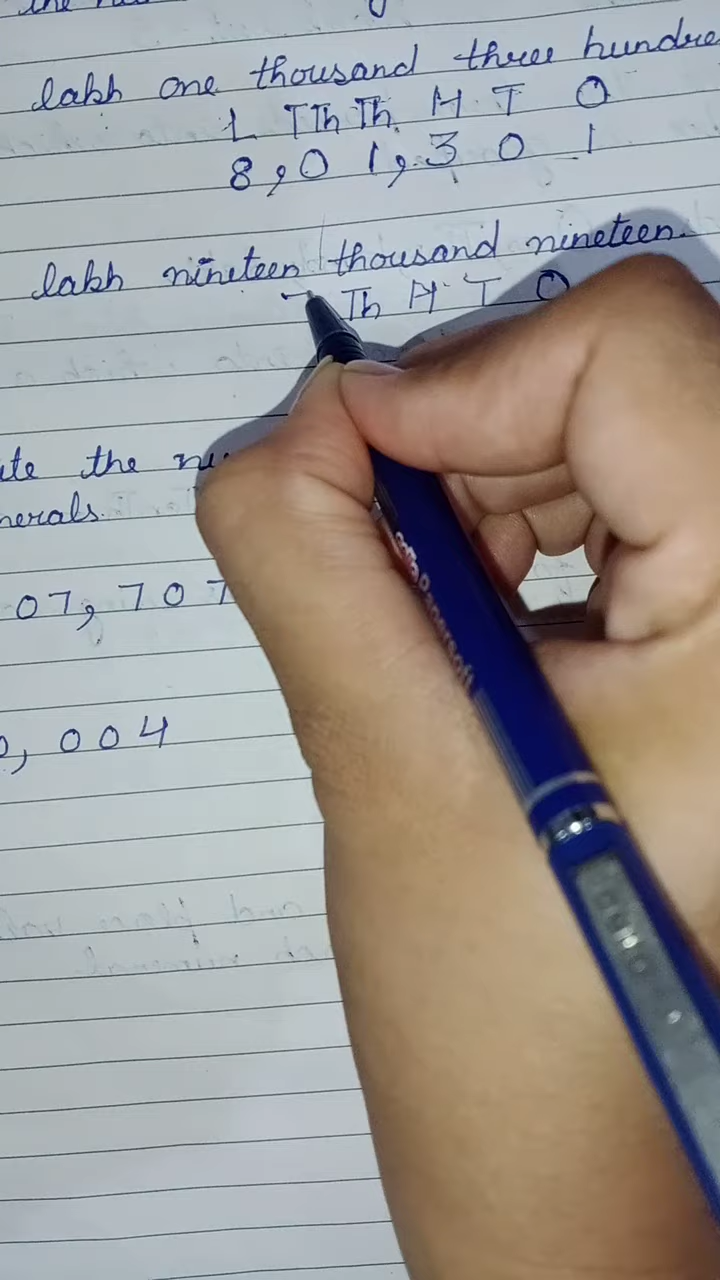 lakh one thousand three hundre
L TTh Th H T O
8,0 1,3 0 1
lakh nineteen thousand nineteen.
T Th H T O
the
07,707
0, 004